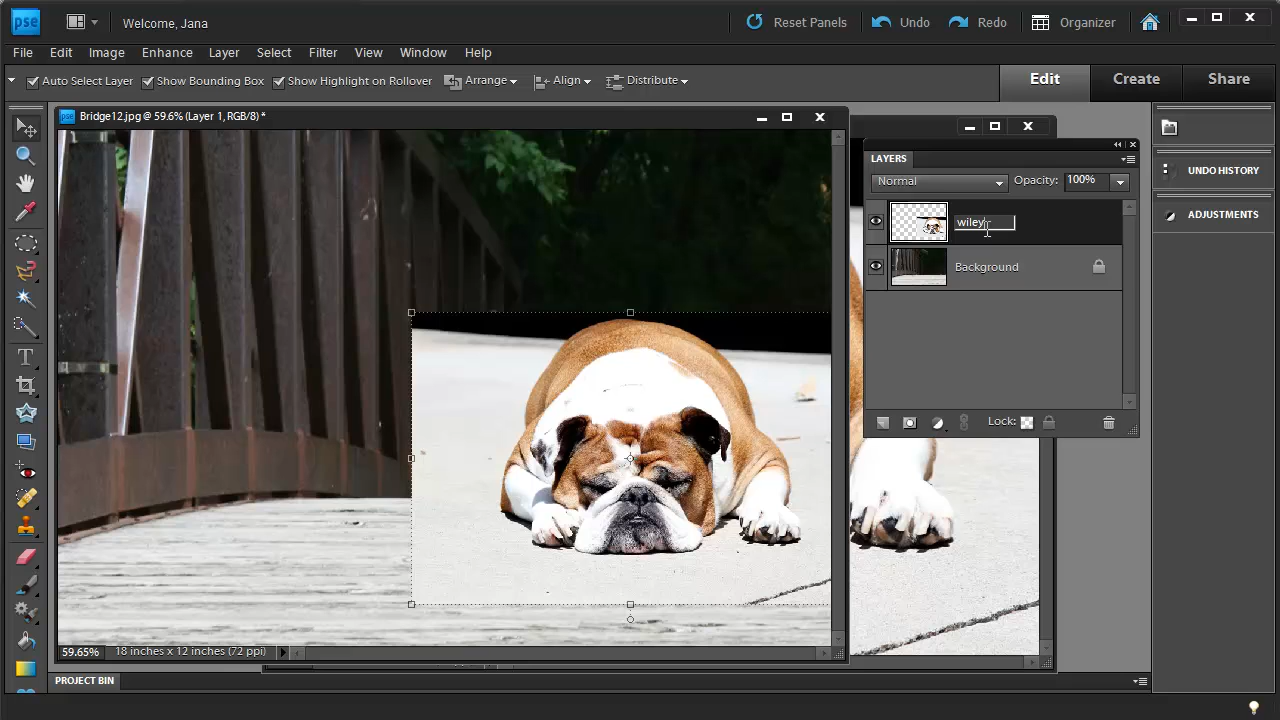 pse Welcome, Jana Reset Panels Undo Redo Organizer
File Edit Image Enhance Layer Select Filter View Window Help
Auto Select Layer Show Bounding Box Show Highlight on Rollover Arrange Align Distribute Edit Create Share
pse Bridge12.jpg @ 59.6% (Layer 1, RGB/8) *
LAYERS
Normal Opacity: 100%
wiley
Background
Lock:
UNDO HISTORY
ADJUSTMENTS
T
59.65% 18 inches x 12 inches (72 ppi)
PROJECT BIN